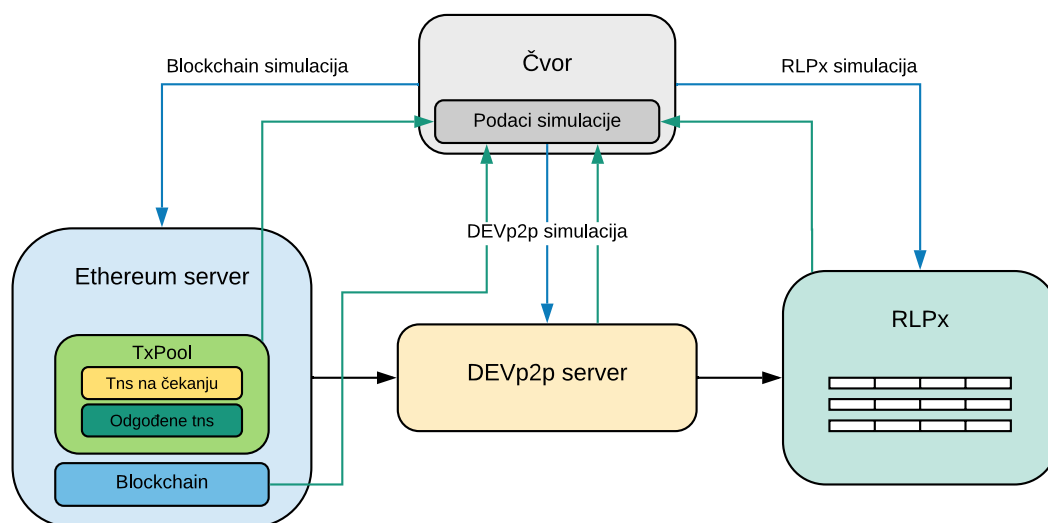 Čvor
Blockchain simulacija
RLPx simulacija
Podaci simulacije
DEVp2p simulacija
Ethereum server
TxPool
Tns na čekanju
Odgođene tns
Blockchain
DEVp2p server
RLPx